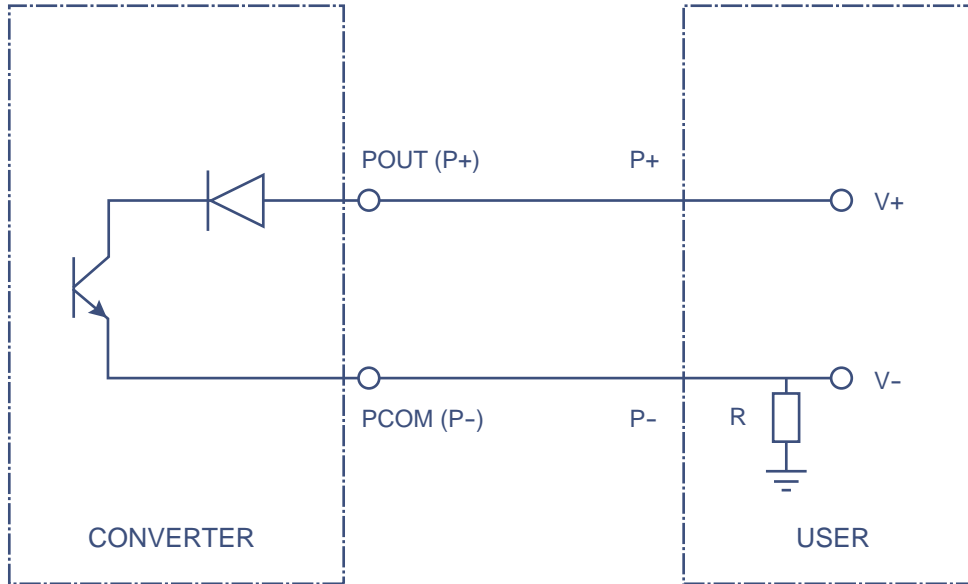 POUT (P+)
P+
V+
V-
PCOM (P-)
P-
R
CONVERTER
USER